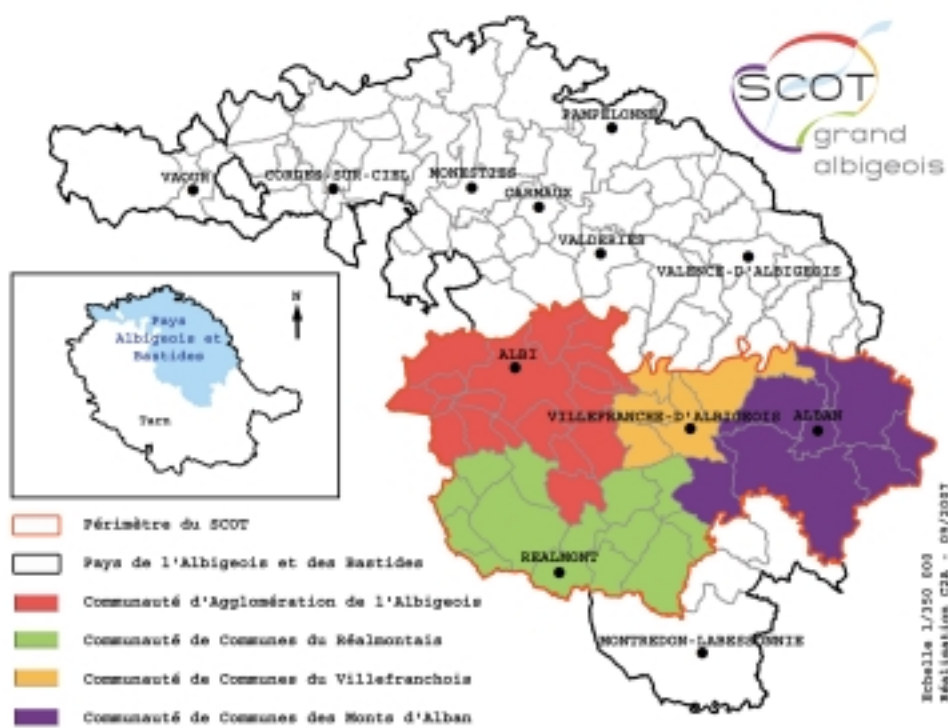 SCOT
grand
albigeois
PAMPELONNE
VAOUR
CORDES-SUR-CIEL
MONESTIES
CARMAUX
VALDERIES
VALENCE-D'ALBIGEOIS
N
Pays
Albigeois et
Bastides
Tarn
ALBI
VILLEFRANCHE-D'ALBIGEOIS
ALBAN
REALMONT
MONTREDON-LABESSONNIE
Périmètre du SCOT
Pays de l'Albigeois et des Bastides
Communauté d'Agglomération de l'Albigeois
Communauté de Communes du Réalmontais
Communauté de Communes du Villefranchois
Communauté de Communes des Monts d'Alban
Echelle 1/350 000
Réalisation C2A -